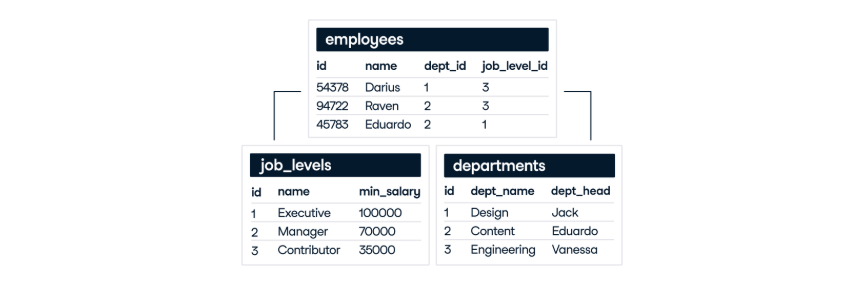 employees
id name dept_id job_level_id
54378 Darius 1 3
94722 Raven 2 3
45783 Eduardo 2 1
job_levels
id name min_salary
1 Executive 100000
2 Manager 70000
3 Contributor 35000
departments
id dept_name dept_head
1 Design Jack
2 Content Eduardo
3 Engineering Vanessa